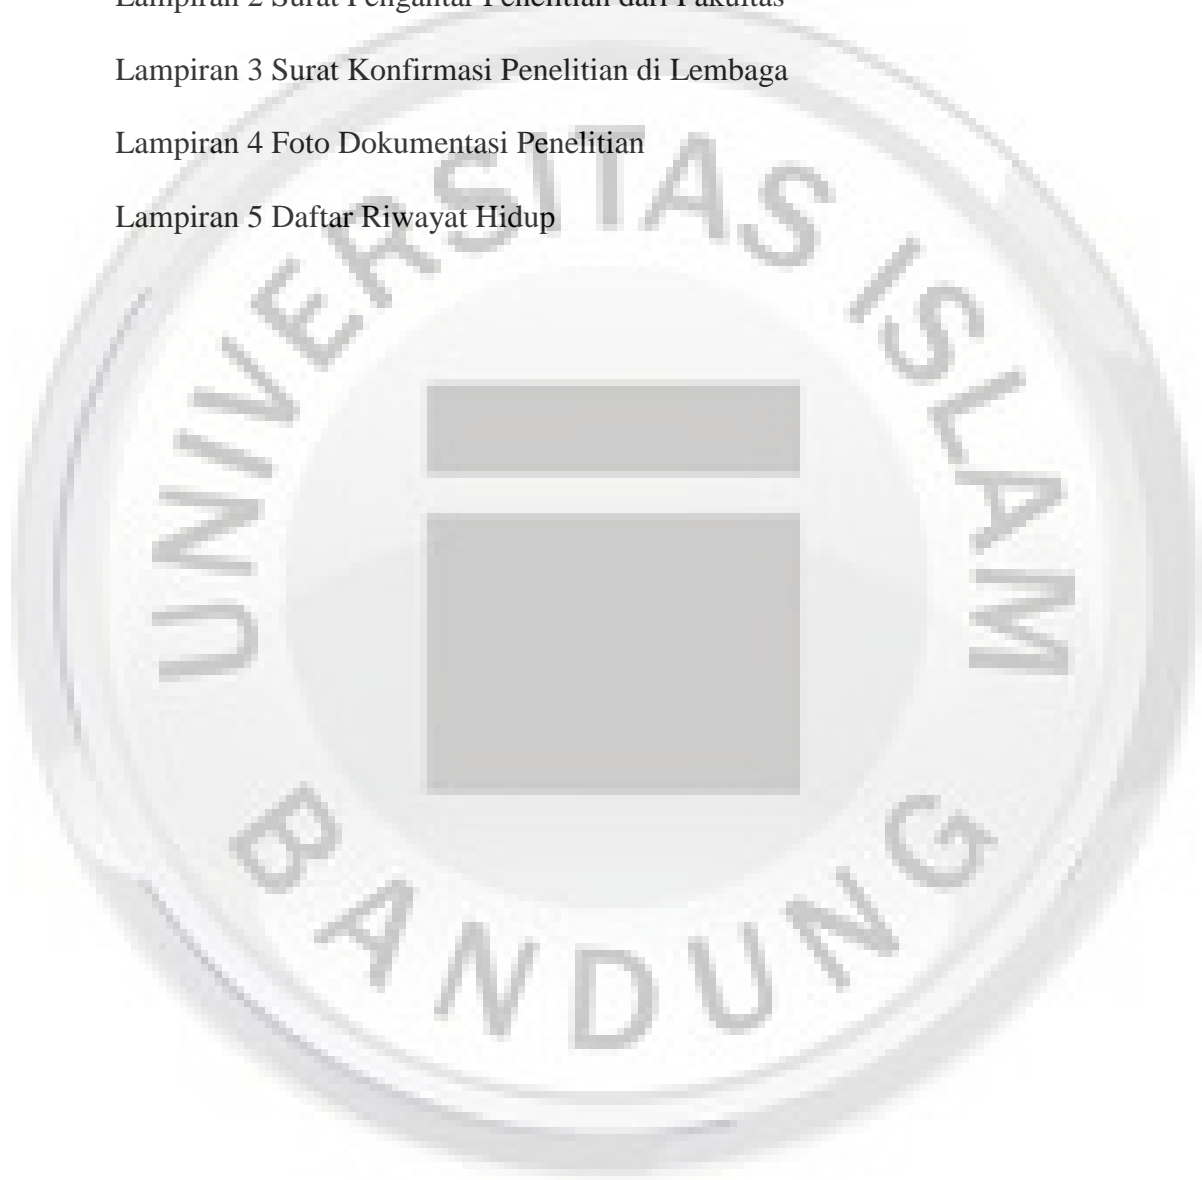 Lampiran 2 Surat Pengantar Penelitian dari Fakultas
Lampiran 3 Surat Konfirmasi Penelitian di Lembaga
Lampiran 4 Foto Dokumentasi Penelitian
Lampiran 5 Daftar Riwayat Hidup
UNIVERSITAS ISLAM
BANDUNG